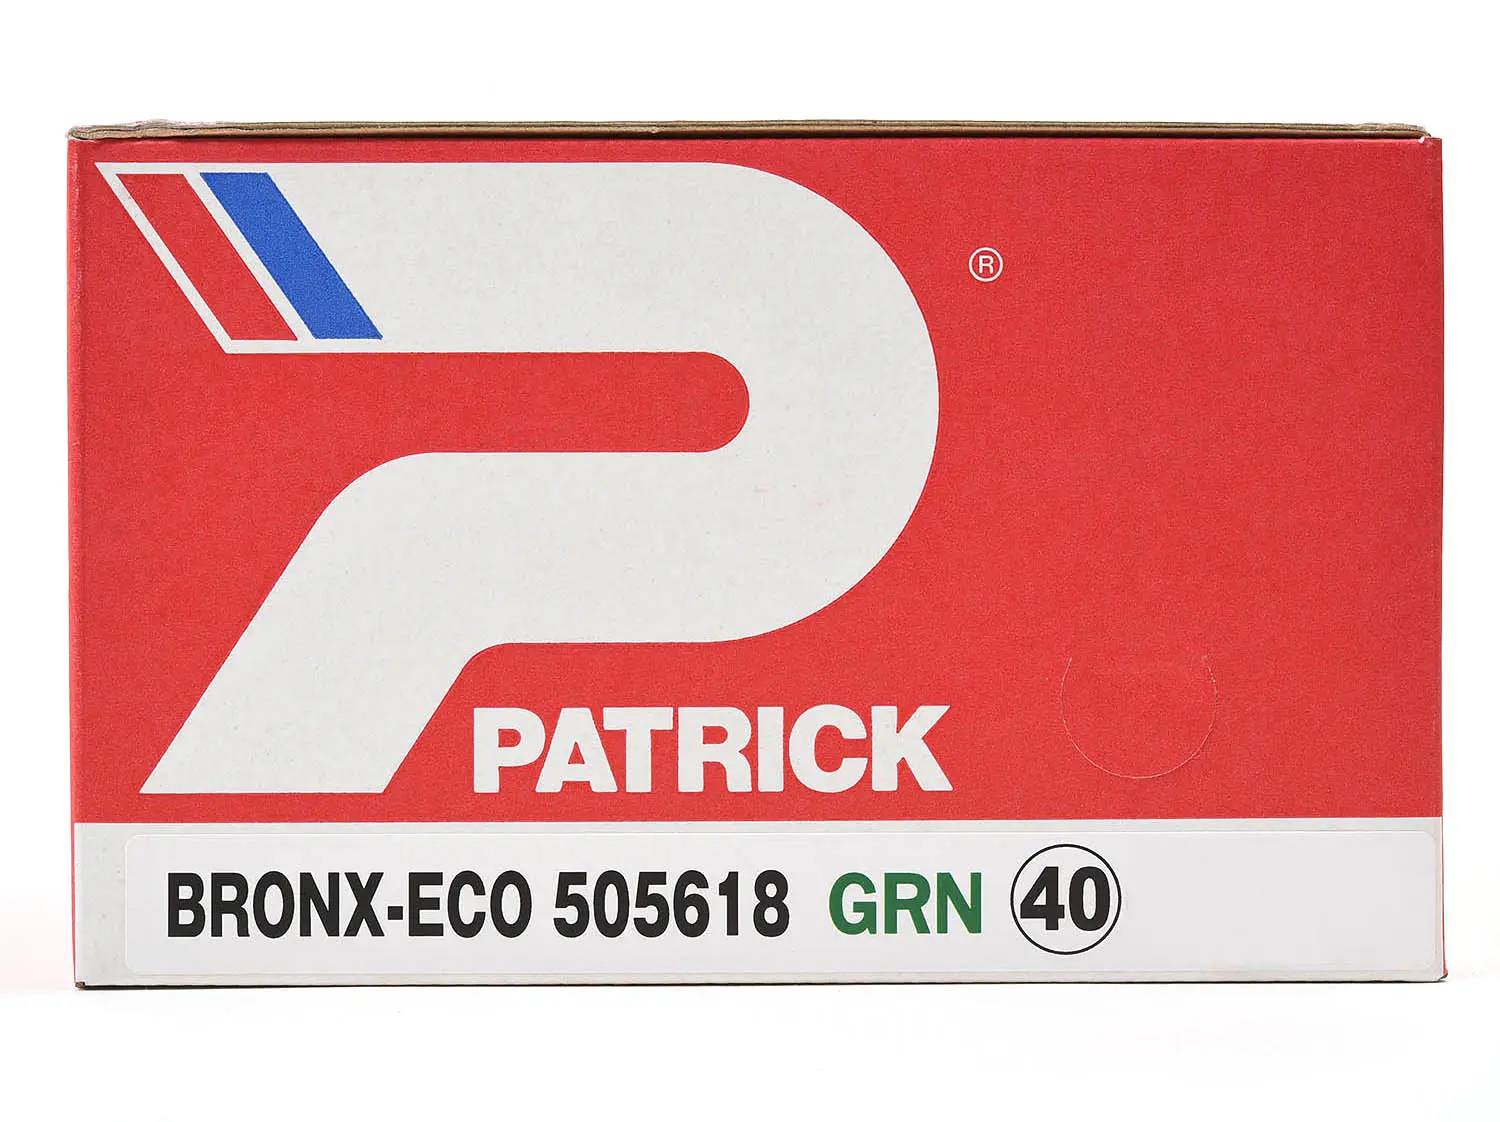 ®
PATRICK
BRONX-ECO 505618 GRN 40